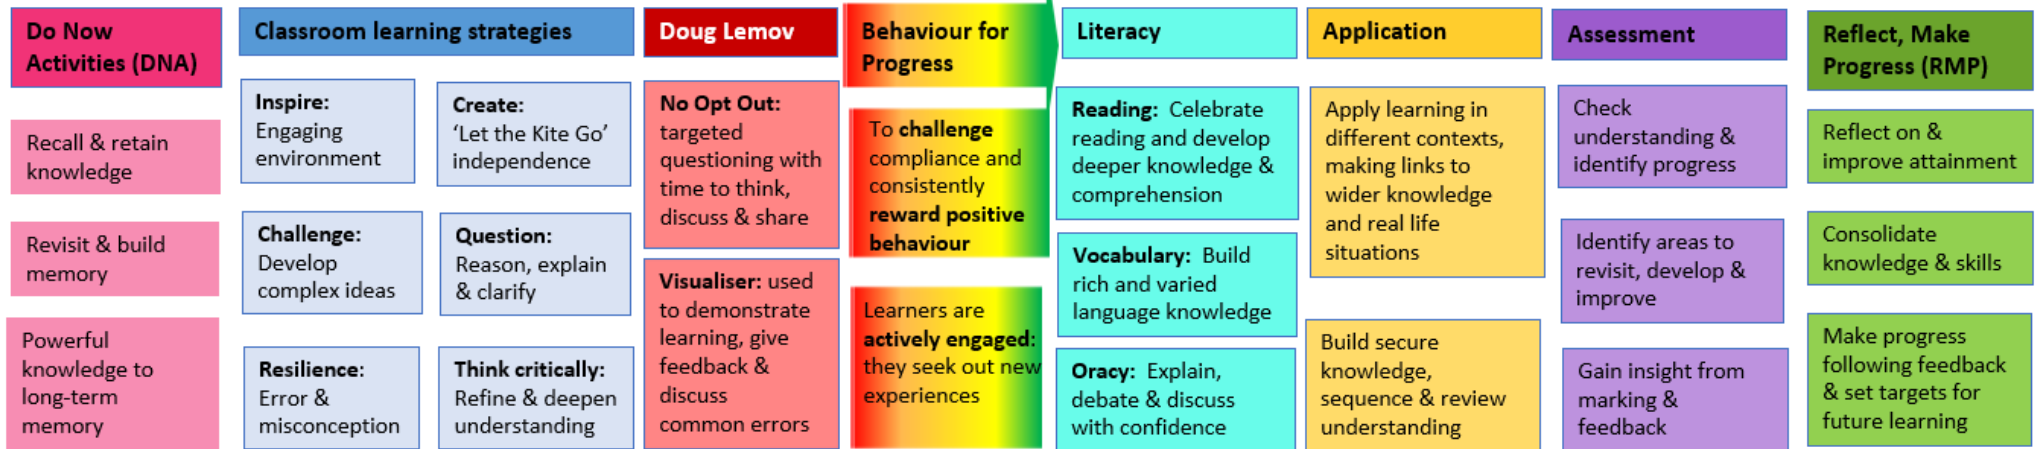 Do Now
Activities (DNA)
Recall & retain
knowledge
Revisit & build
memory
Powerful
knowledge to
long-term
memory
Classroom learning strategies
Inspire:
Engaging
environment
Create:
‘Let the Kite Go’
independence
Challenge:
Develop
complex ideas
Question:
Reason, explain
& clarify
Resilience:
Error &
misconception
Think critically:
Refine & deepen
understanding
Doug Lemov
No Opt Out:
targeted
questioning with
time to think,
discuss & share
Visualiser: used
to demonstrate
learning, give
feedback &
discuss
common errors
Behaviour for
Progress
To challenge
compliance and
consistently
reward positive
behaviour
Learners are
actively engaged:
they seek out new
experiences
Literacy
Reading: Celebrate
reading and develop
deeper knowledge &
comprehension
Vocabulary: Build
rich and varied
language knowledge
Oracy: Explain,
debate & discuss
with confidence
Application
Apply learning in
different contexts,
making links to
wider knowledge
and real life
situations
Build secure
knowledge,
sequence & review
understanding
Assessment
Check
understanding &
identify progress
Identify areas to
revisit, develop &
improve
Gain insight from
marking &
feedback
Reflect, Make
Progress (RMP)
Reflect on &
improve attainment
Consolidate
knowledge & skills
Make progress
following feedback
& set targets for
future learning